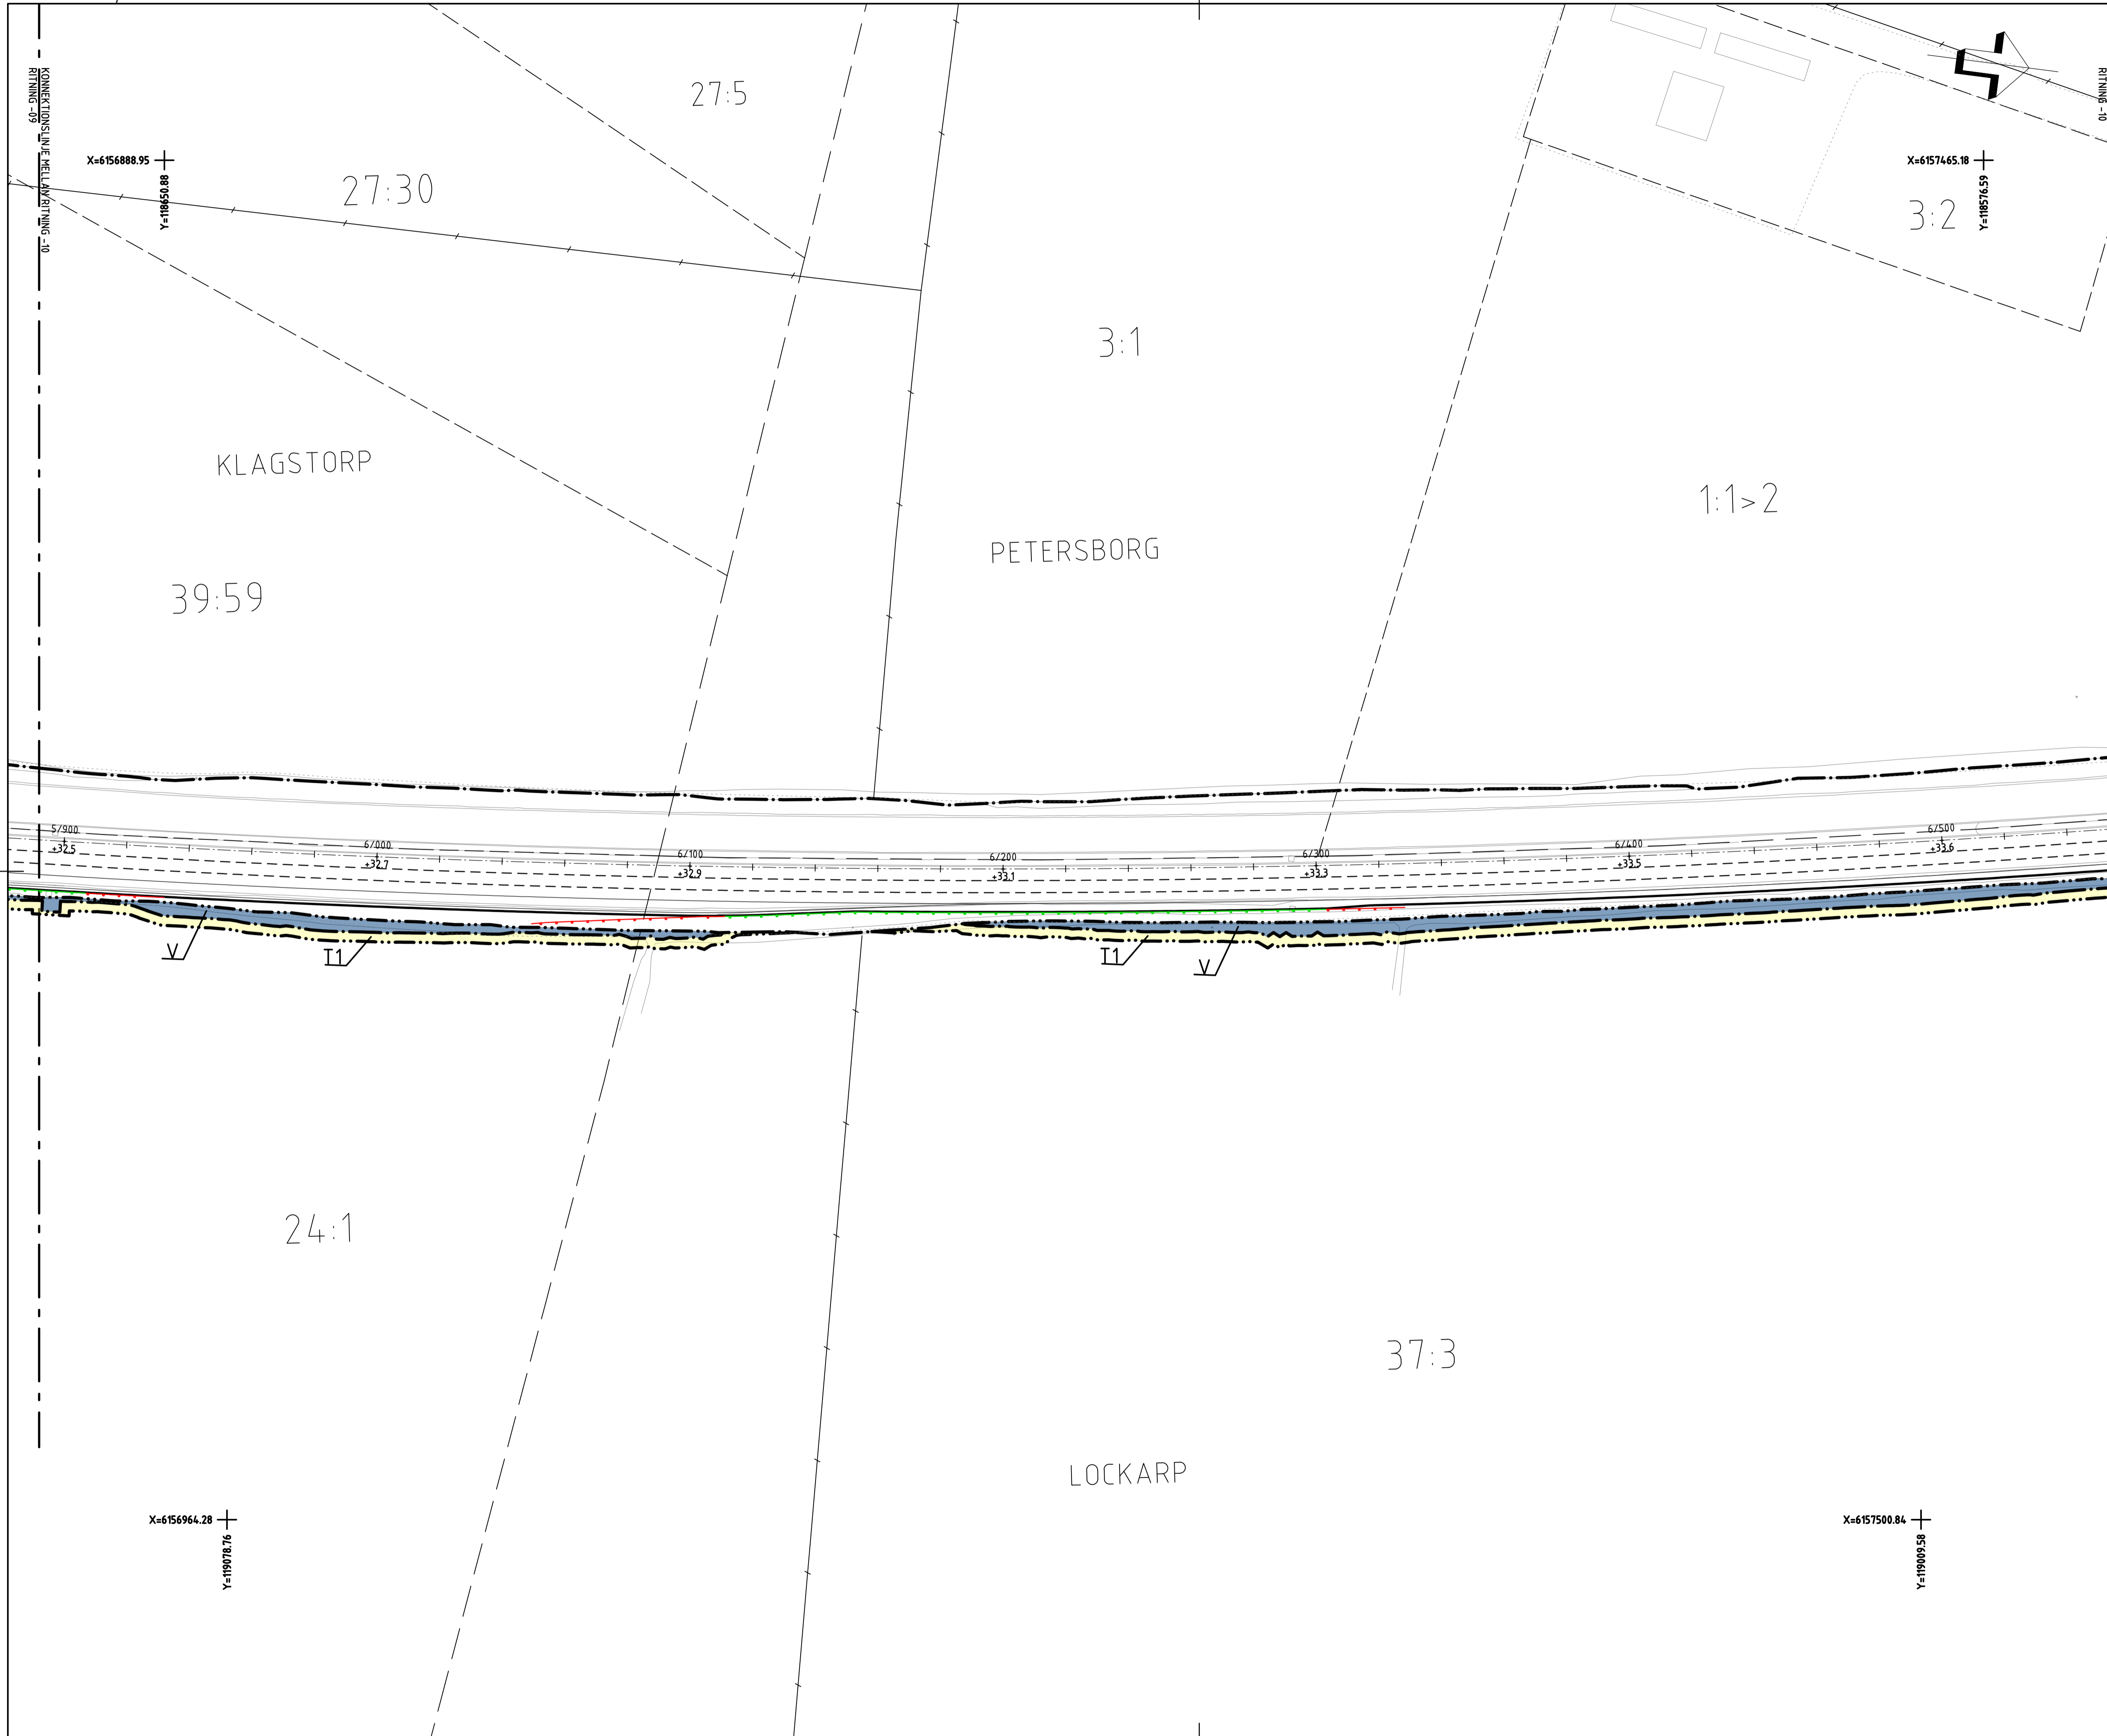 KONNEKTIONSLINJE MELLAN RITNING -10
RITNING -09
RITNING -10
27:5
X=6156888.95
Y=118650.88
27:30
X=6157465.18
Y=118576.59
3:2
3:1
KLAGSTORP
1:1>2
PETERSBORG
39:59
5/900
+32.5
6/000
+32.7
6/100
+32.9
6/200
+33.1
6/300
+33.3
6/400
+33.5
6/500
+33.6
V
T1
T1
V
24:1
37:3
LOCKARP
X=6156964.28
Y=119078.76
X=6157500.84
Y=119009.58